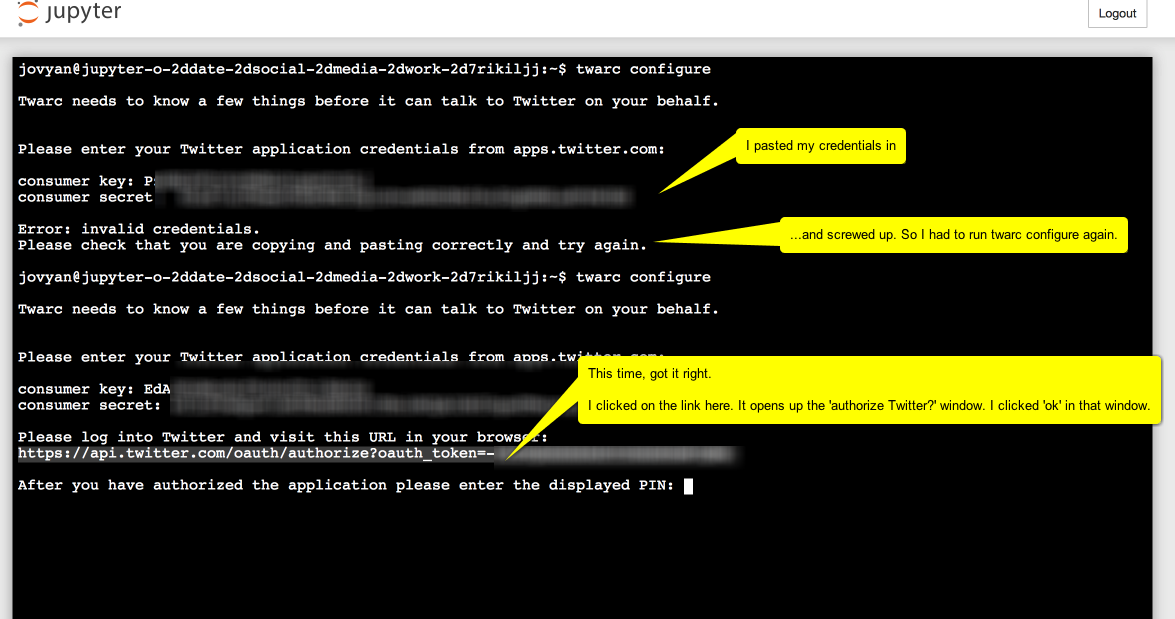 jupyter
Logout
jovyan@jupyter-o-2ddate-2dsocial-2dmedia-2dwork-2d7rikiljj:~$ twarc configure
Twarc needs to know a few things before it can talk to Twitter on your behalf.
Please enter your Twitter application credentials from apps.twitter.com:
I pasted my credentials in
consumer key: P
consumer secret
Error: invalid credentials.
Please check that you are copying and pasting correctly and try again.
...and screwed up. So I had to run twarc configure again.
jovyan@jupyter-o-2ddate-2dsocial-2dmedia-2dwork-2d7rikiljj:~$ twarc configure
Twarc needs to know a few things before it can talk to Twitter on your behalf.
Please enter your Twitter application credentials from apps.twitter.com:
This time, got it right.
I clicked on the link here. It opens up the 'authorize Twitter?' window. I clicked 'ok' in that window.
consumer key: EdA
consumer secret:
Please log into Twitter and visit this URL in your browser:
https://api.twitter.com/oauth/authorize?oauth_token=-
After you have authorized the application please enter the displayed PIN: